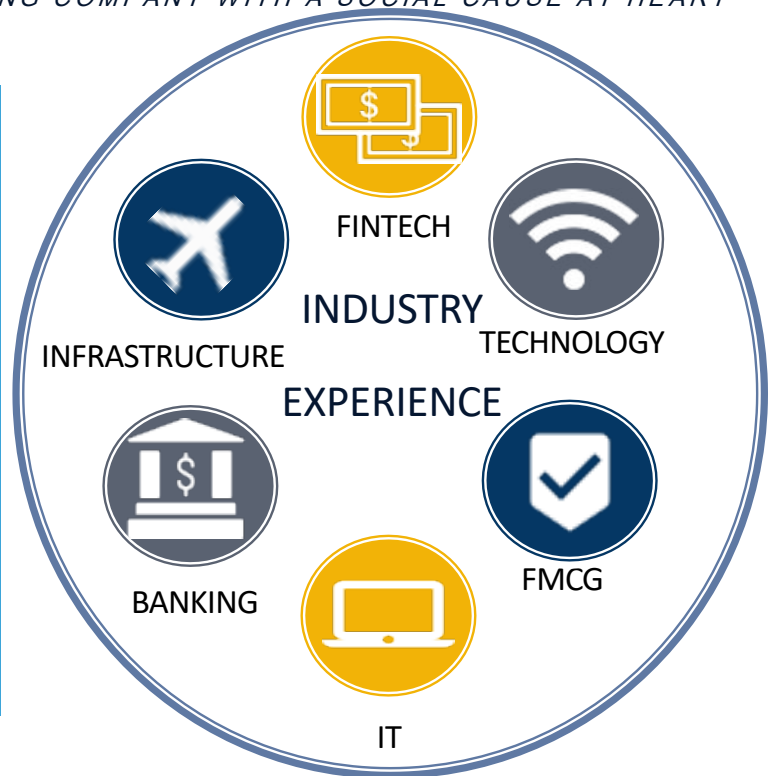 COMPANY WITH A SOCIAL CAUSE AT HEART
$
$
FINTECH
INDUSTRY
TECHNOLOGY
INFRASTRUCTURE
EXPERIENCE
$
FMCG
BANKING
IT